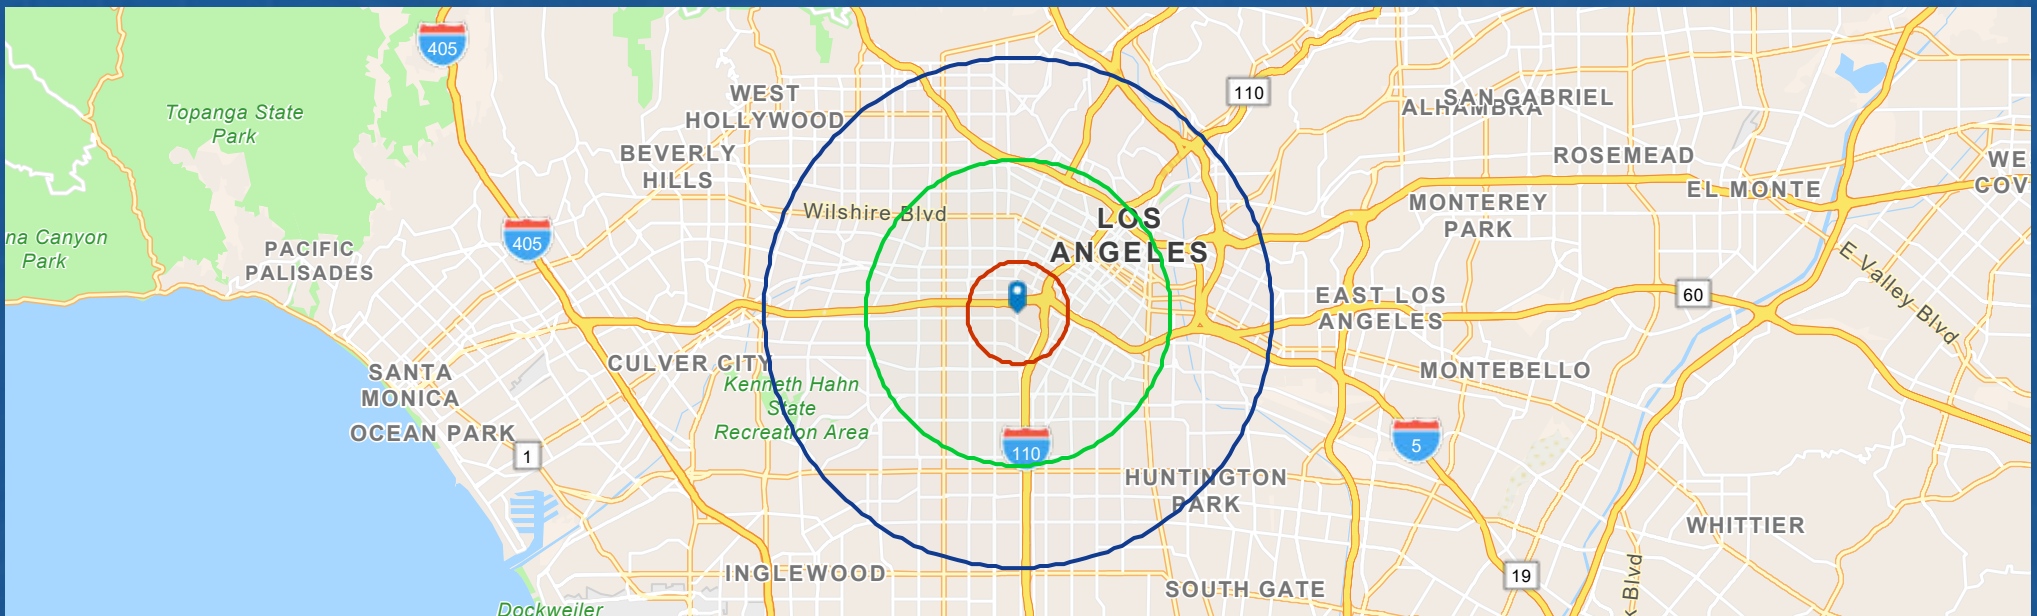 405
Topanga State
Park
WEST
HOLLYWOOD
110
SAN GABRIEL
ALHAMBRA
BEVERLY
HILLS
ROSEMEAD
WE
COV
EL MONTE
Wilshire Blvd
LOS
ANGELES
MONTEREY
PARK
na Canyon
Park
PACIFIC
PALISADES
405
E Valley Blvd
EAST LOS
ANGELES
60
SANTA
MONICA
CULVER CITY
Kenneth Hahn
State
Recreation Area
MONTEBELLO
OCEAN PARK
1
110
5
HUNTINGTON
PARK
WHITTIER
INGLEWOOD
SOUTH GATE
19
k Blvd
Dockweiler